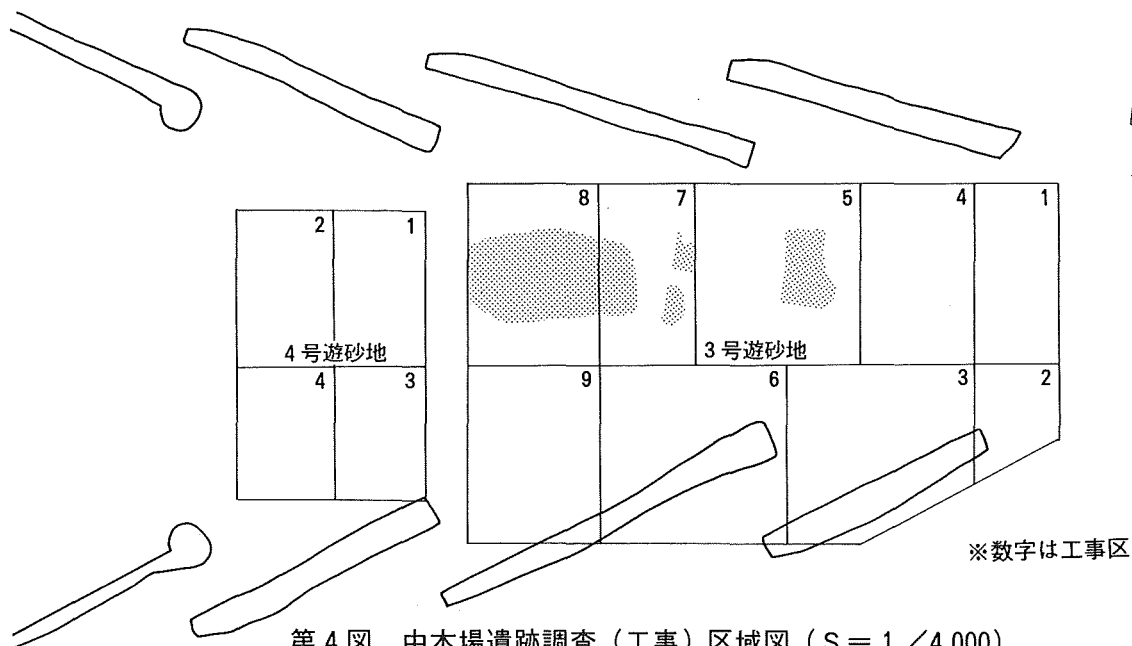 8 7 5 4 1
2 1
4号遊砂地 3号遊砂地
4 3 9 6 3 2
※数字は工事区
第4図 中木場遺跡調査(工事)区域図(S=1/4,000)